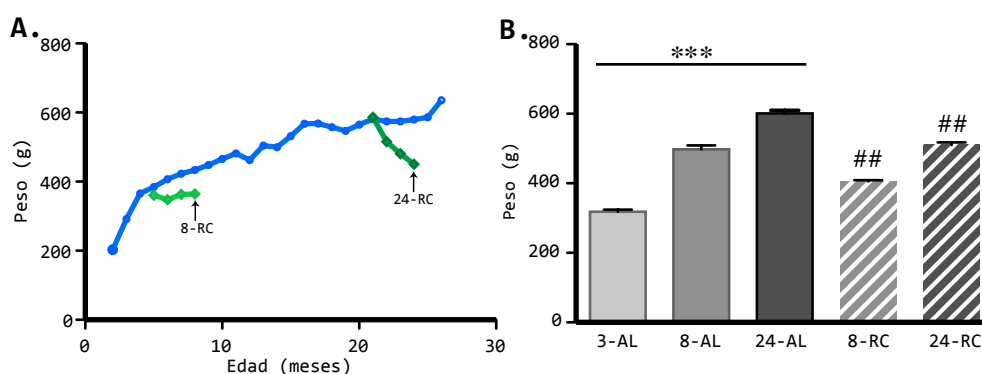 A.
Peso (g)
800
600
400
200
0
0 10 20 30
Edad (meses)
8-RC
24-RC
B.
Peso (g)
800
600
400
200
0
***
##
##
3-AL 8-AL 24-AL 8-RC 24-RC